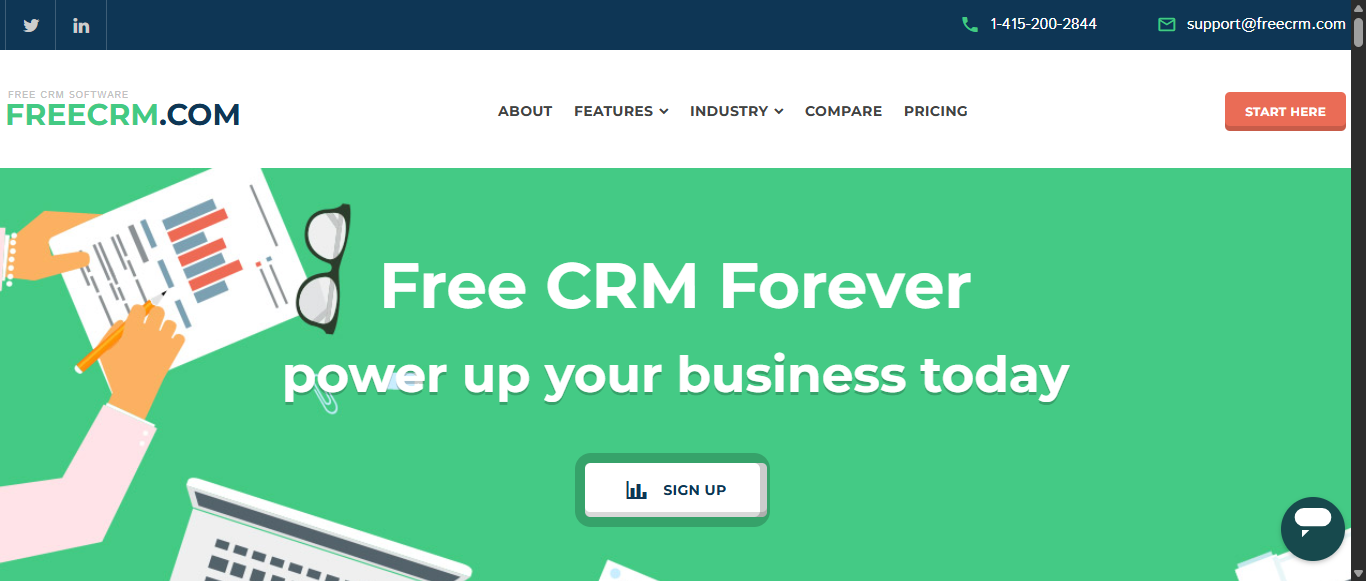 1-415-200-2844 support@freecrm.com
FREE CRM SOFTWARE
FREECRM.COM
ABOUT FEATURES INDUSTRY COMPARE PRICING START HERE
Free CRM Forever
power up your business today
SIGN UP